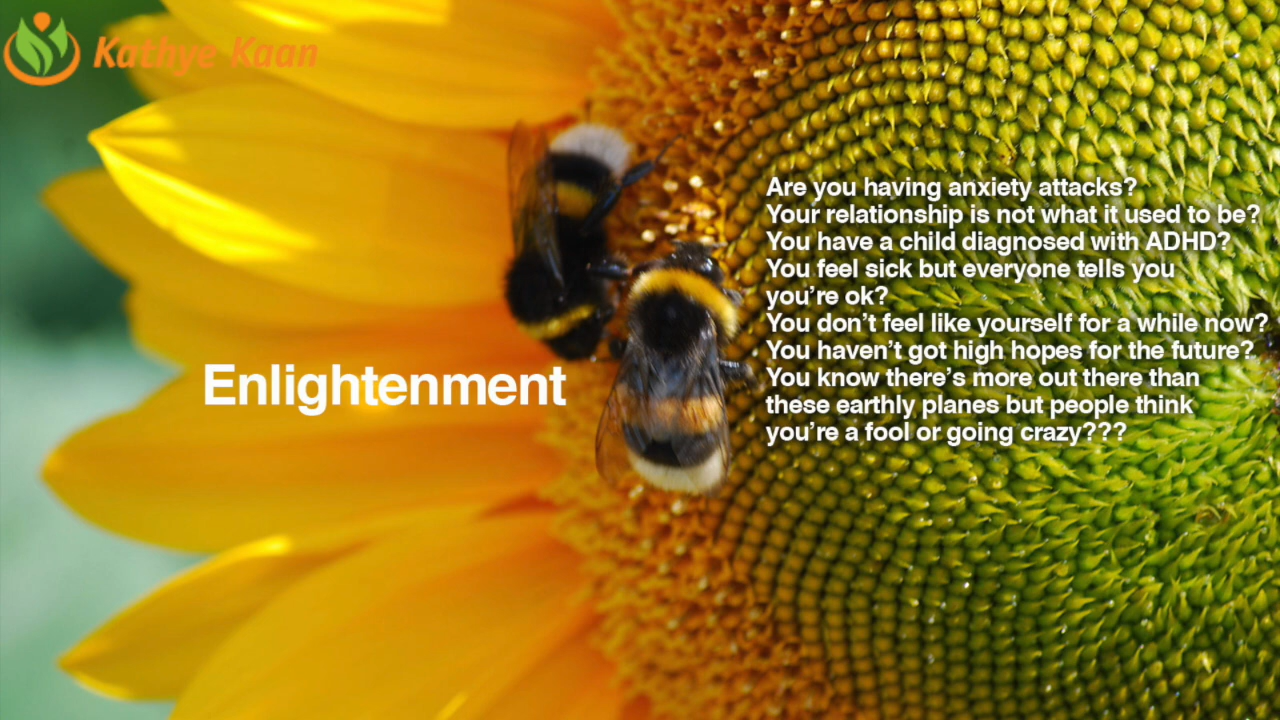 Kathye Kaan
Enlightenment
Are you having anxiety attacks?
Your relationship is not what it used to be?
You have a child diagnosed with ADHD?
You feel sick but everyone tells you
you're ok?
You don't feel like yourself for a while now?
You haven't got high hopes for the future?
You know there's more out there than
these earthly planes but people think
you're a fool or going crazy???